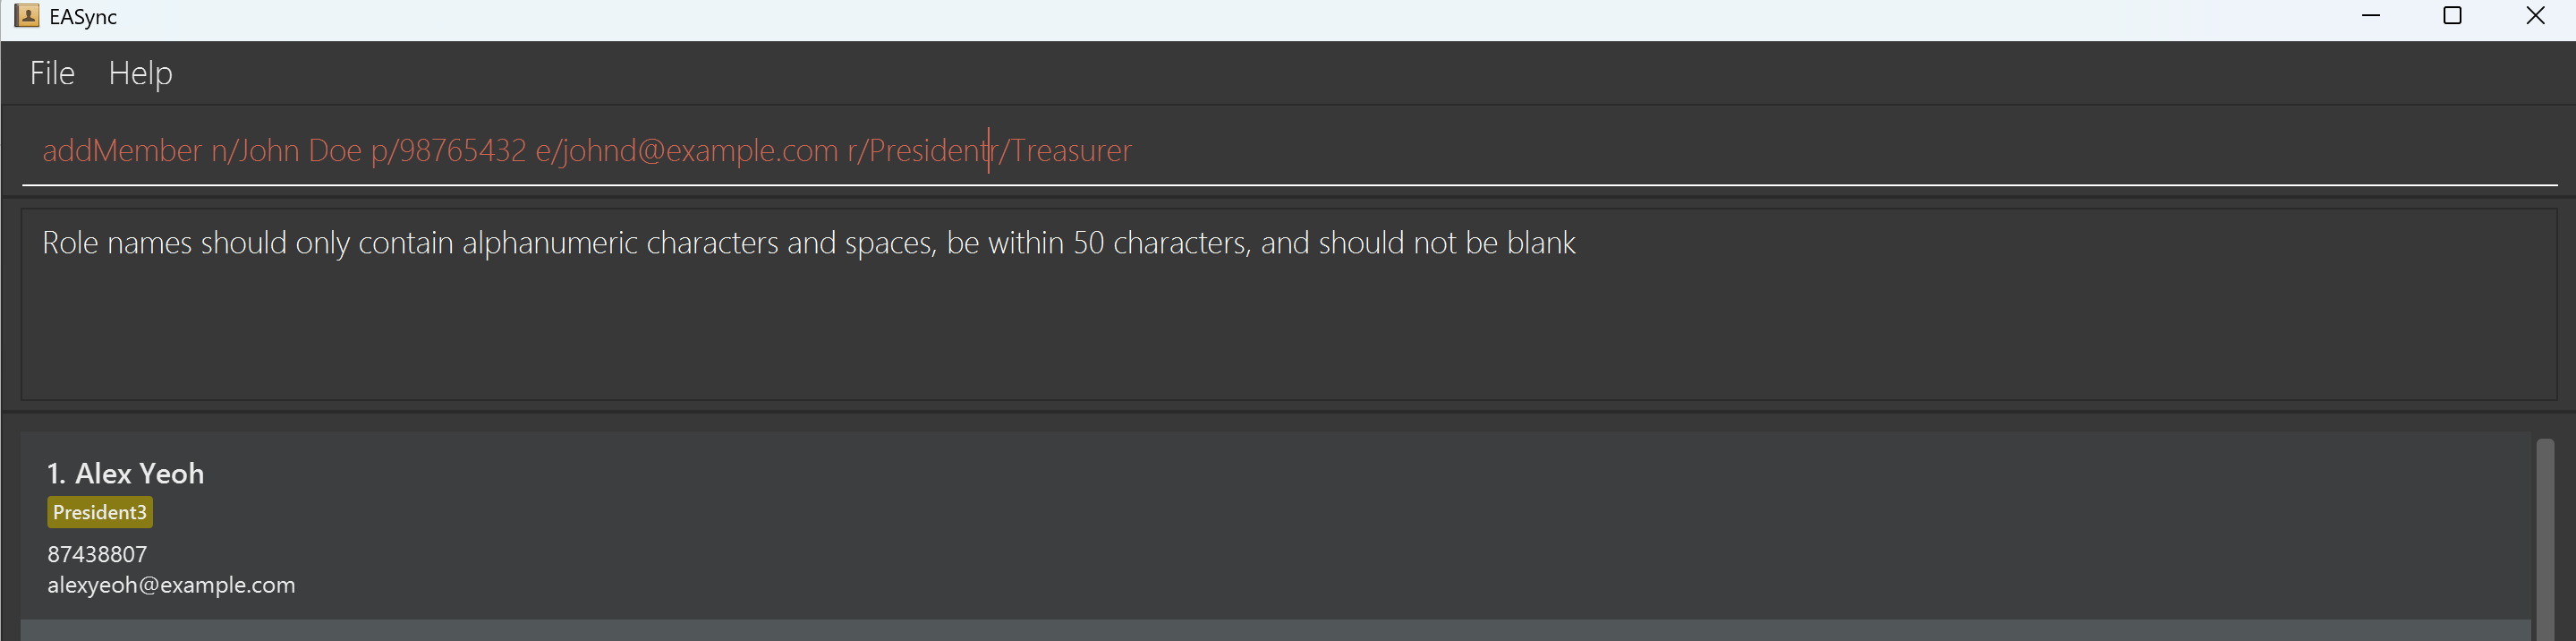 EASync
File Help
addMember n/John Doe p/98765432 e/johnd@example.com r/Presidentr/Treasurer
Role names should only contain alphanumeric characters and spaces, be within 50 characters, and should not be blank
1. Alex Yeoh
President3
87438807
alexyeoh@example.com